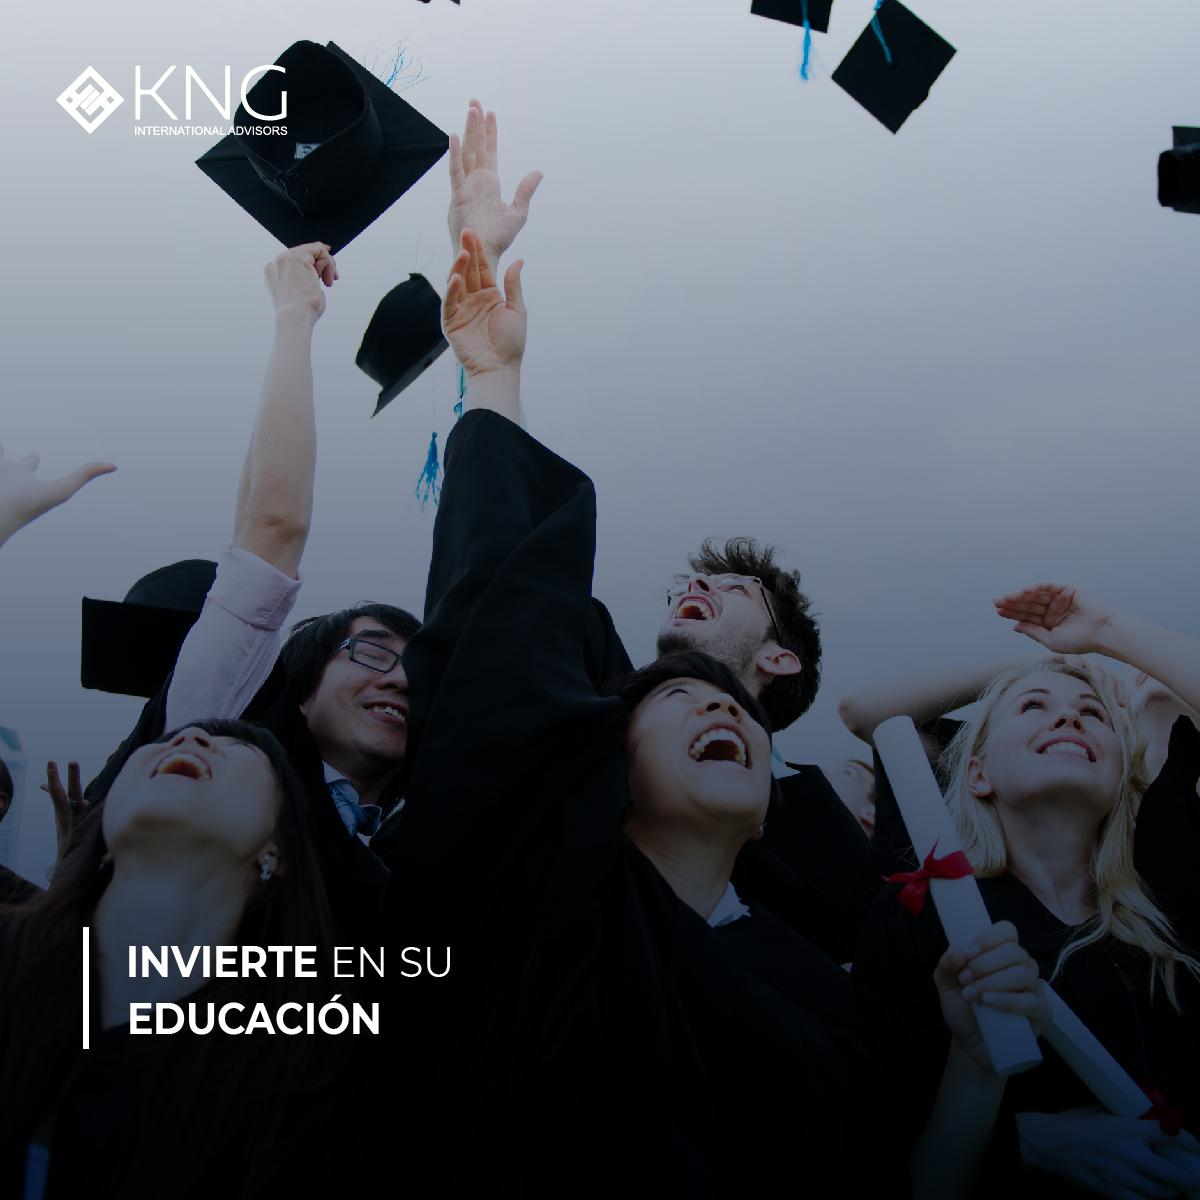 KNG
INTERNATIONAL ADVISORS
INVIERTE EN SU
EDUCACIÓN